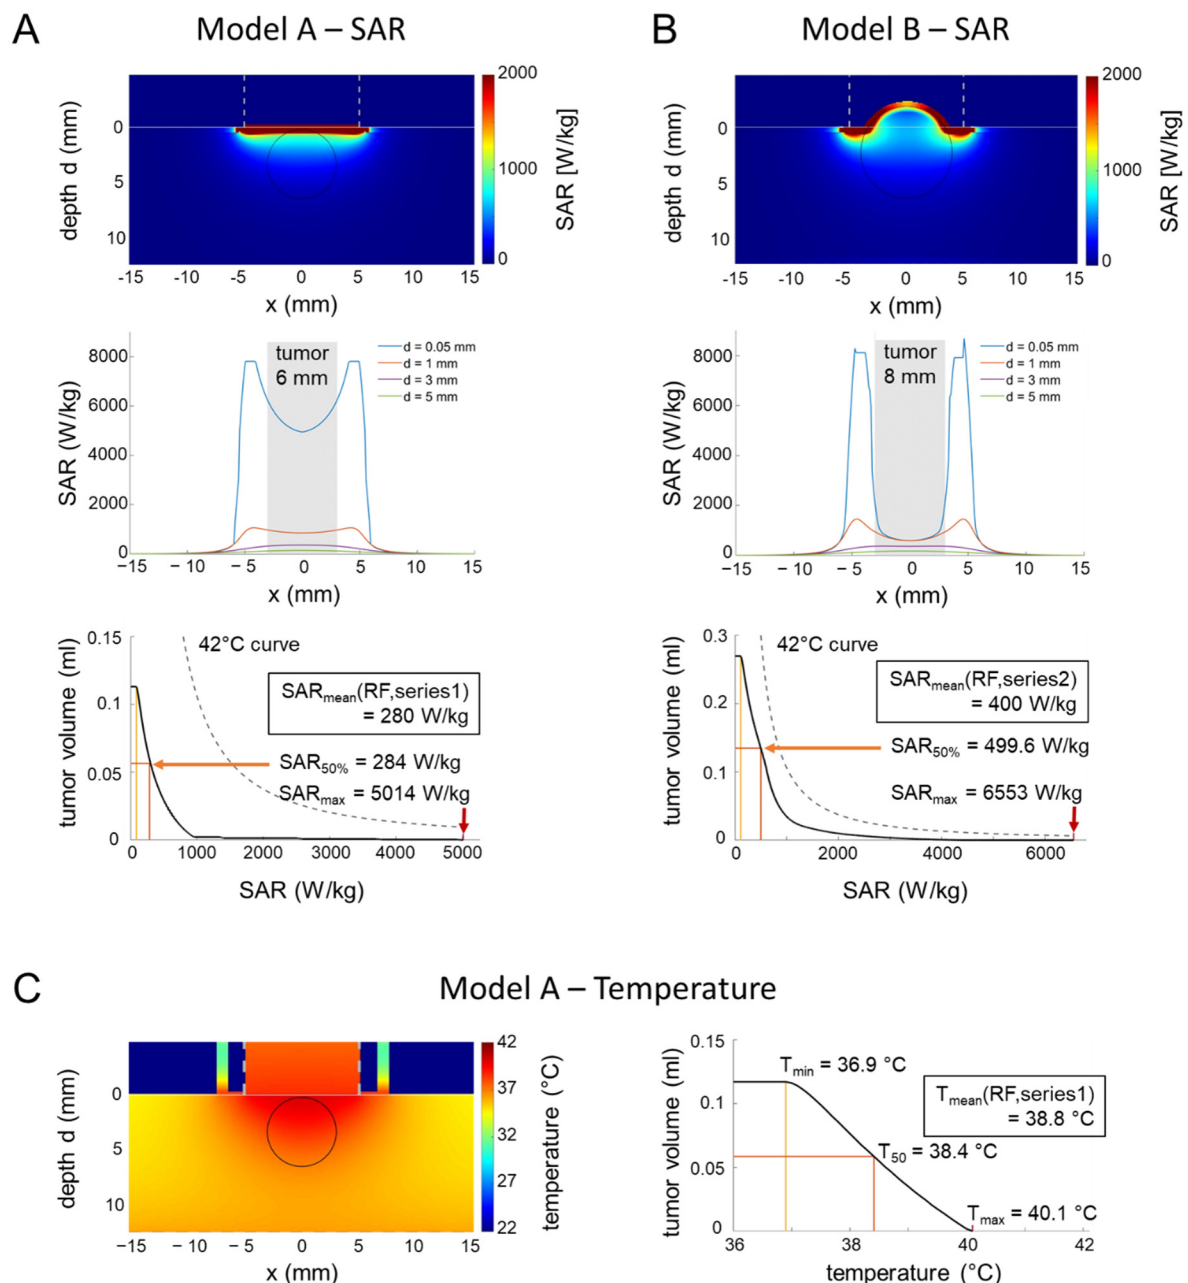 A
Model A – SAR
depth d (mm)
0
5
10
-15
-10
-5
0
5
10
15
x (mm)
2000
1000
0
SAR [W/kg]
SAR (W/kg)
8000
6000
4000
2000
0
tumor
6 mm
d = 0.05 mm
d = 1 mm
d = 3 mm
d = 5 mm
−15
− 10
− 5
0
5
10
15
x (mm)
tumor volume (ml)
0.15
0.1
0.05
0
42°C curve
SARmean(RF,series1)
= 280 W/kg
SAR50% = 284 W/kg
SARmax = 5014 W/kg
0
1000
2000
3000
4000
5000
SAR (W/kg)
B
Model B – SAR
depth d (mm)
0
5
10
-15
-10
-5
0
5
10
15
x (mm)
2000
1000
0
SAR [W/kg]
SAR (W/kg)
8000
6000
4000
2000
0
tumor
8 mm
d = 0.05 mm
d = 1 mm
d = 3 mm
d = 5 mm
−15
− 10
− 5
0
5
10
15
x (mm)
tumor volume (ml)
0.3
0.2
0.1
0
42°C curve
SARmean(RF,series2)
= 400 W/kg
SAR50% = 499.6 W/kg
SARmax = 6553 W/kg
0
2000
4000
6000
SAR (W/kg)
C
Model A – Temperature
depth d (mm)
0
5
10
−15
−10
− 5
0
5
10
15
x (mm)
42
37
32
27
22
temperature (°C)
tumor volume (ml)
0.15
0.1
0.05
0
Tmin = 36.9 °C
Tmean(RF,series1)
= 38.8 °C
T50 = 38.4 °C
Tmax = 40.1 °C
36
38
40
42
temperature (°C)